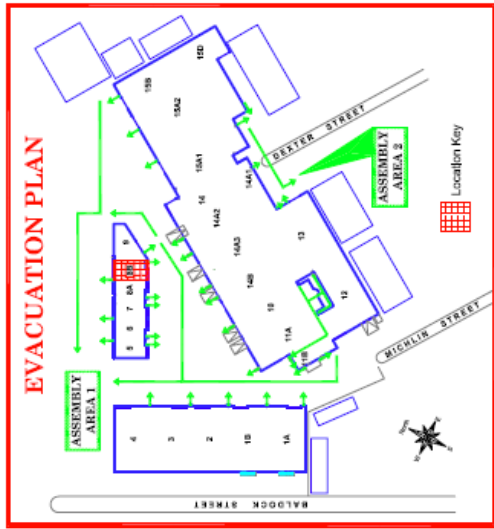 EVACUATION PLAN
ASSEMBLY
AREA 1
ASSEMBLY
AREA 2
Location Key
DEXTER STREET
MICHLIN STREET
BALDOCK STREET
15D
15B
15A2
15A1
14
14A1
14A2
14A3
14B
13
12
10
11A
11B
9
8B
8A
7
6
5
4
3
2
1B
1A
North
E
S
W